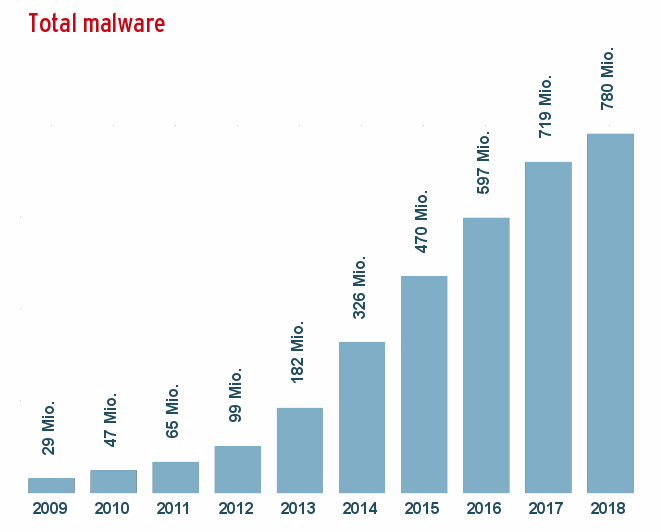 Total malware
29 Mio.
47 Mio.
65 Mio.
99 Mio.
182 Mio.
326 Mio.
470 Mio.
597 Mio.
719 Mio.
780 Mio.
2009
2010
2011
2012
2013
2014
2015
2016
2017
2018